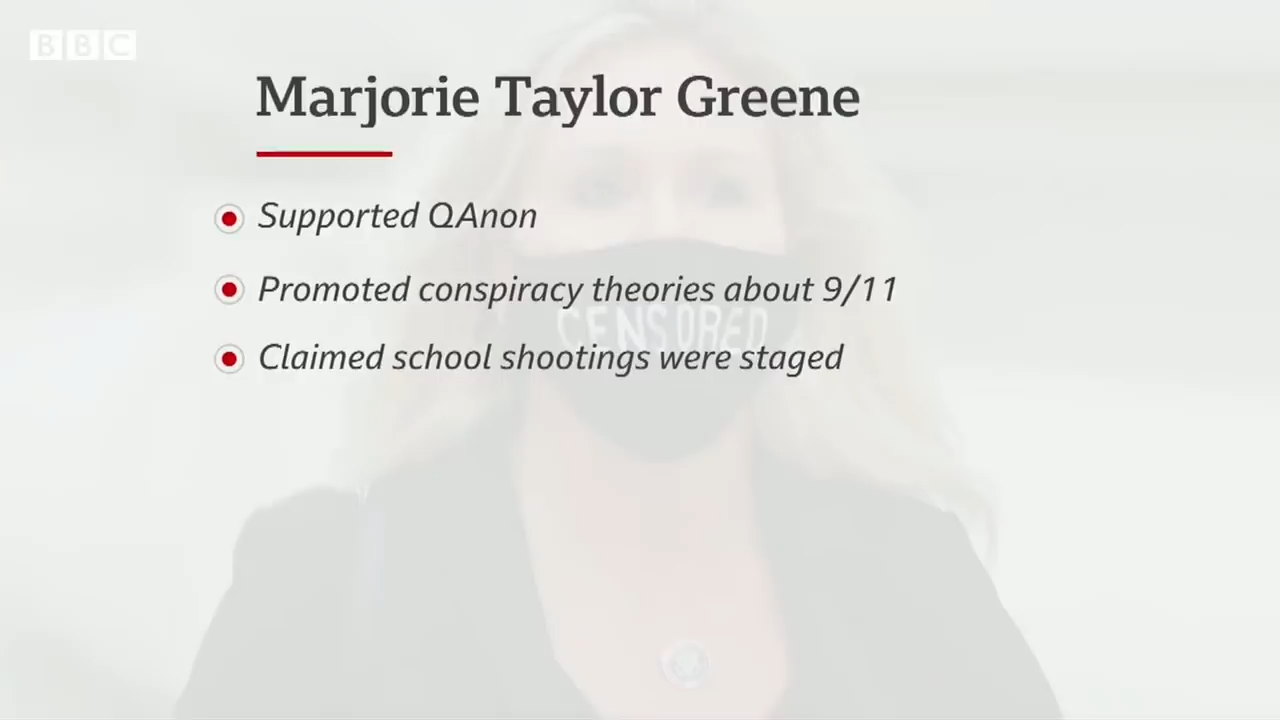 BBC
Marjorie Taylor Greene
Supported QAnon
Promoted conspiracy theories about 9/11
CENSORED
Claimed school shootings were staged